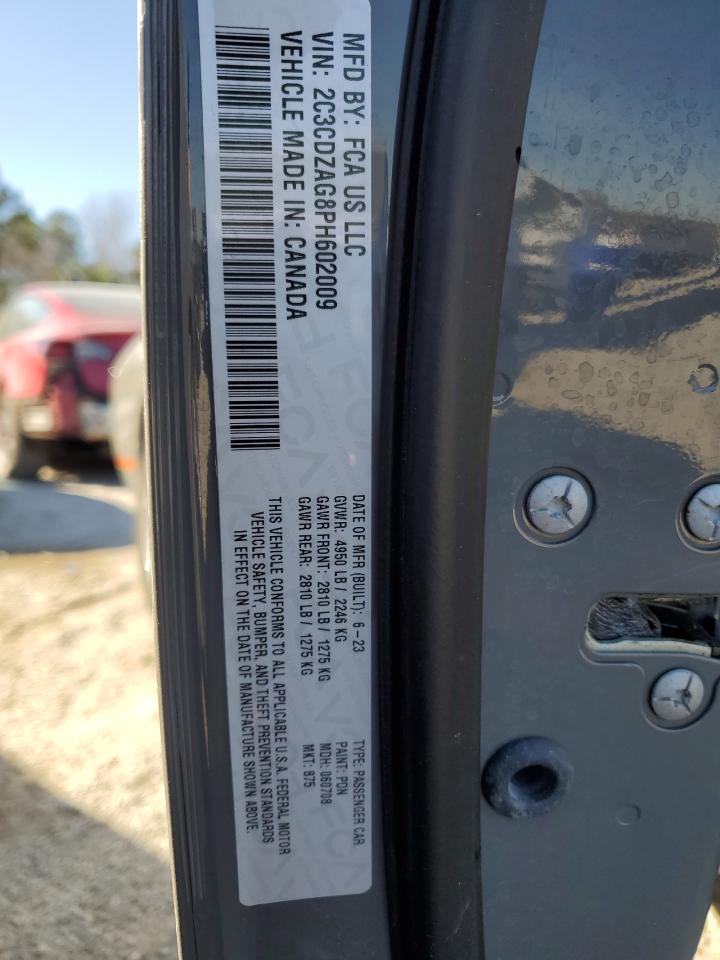 MFD BY: FCA US LLC
VIN: 2C3CDZAG8PH602009
VEHICLE MADE IN: CANADA
DATE OF MFR (BUILT): 6-23
GVWR: 4950 LB / 2246 KG
GAWR FRONT: 2810 LB / 1275 KG
GAWR REAR: 2810 LB / 1275 KG
THIS VEHICLE CONFORMS TO ALL APPLICABLE U.S.A. FEDERAL MOTOR
VEHICLE SAFETY, BUMPER, AND THEFT PREVENTION STANDARDS
IN EFFECT ON THE DATE OF MANUFACTURE SHOWN ABOVE.
TYPE: PASSENGER CAR
PAINT: PDN
MDH: 060708
MKT: 875